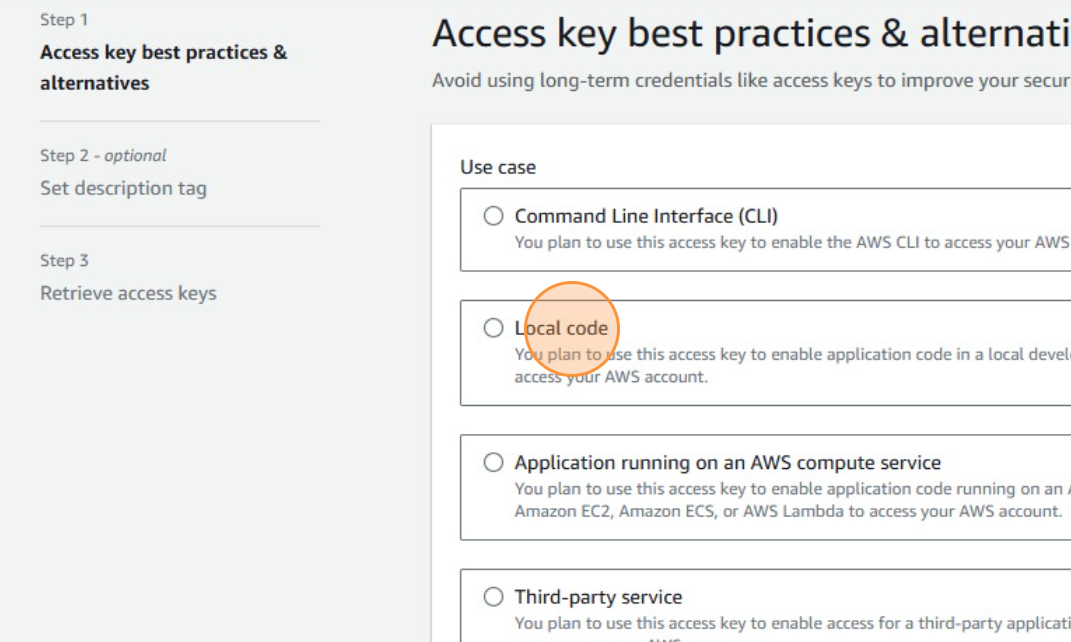 Step 1
Access key best practices &
alternatives
Step 2 - optional
Set description tag
Step 3
Retrieve access keys
Access key best practices & alternati
Avoid using long-term credentials like access keys to improve your secur
Use case
Command Line Interface (CLI)
You plan to use this access key to enable the AWS CLI to access your AWS
Local code
You plan to use this access key to enable application code in a local devel
access your AWS account.
Application running on an AWS compute service
You plan to use this access key to enable application code running on an A
Amazon EC2, Amazon ECS, or AWS Lambda to access your AWS account.
Third-party service
You plan to use this access key to enable access for a third-party applicati